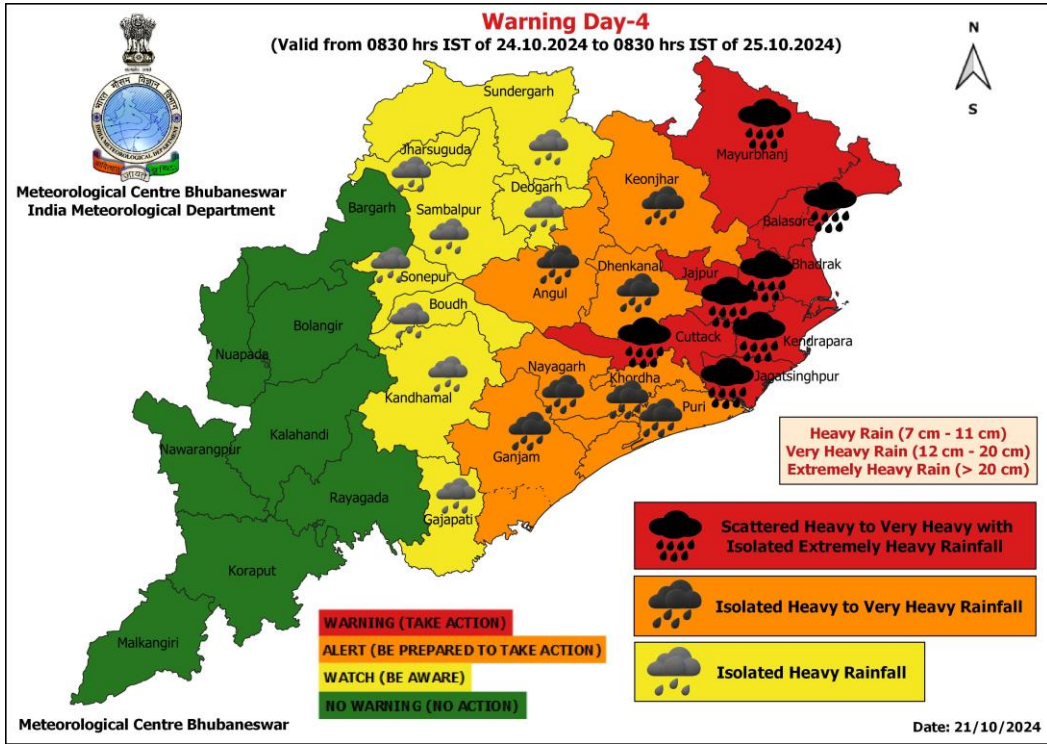 Warning Day-4
(Valid from 0830 hrs IST of 24.10.2024 to 0830 hrs IST of 25.10.2024)
N
S
INDIA METEOROLOGICAL DEPARTMENT
Meteorological Centre Bhubaneswar
India Meteorological Department
Sundergarh
Jharsuguda
Mayurbhanj
Keonjhar
Deogarh
Bargarh
Sambalpur
Balasore
Sonepur
Dhenkanal
Jajpur
Bhadrak
Angul
Boudh
Bolangir
Cuttack
Kendrapara
Nuapada
Nayagarh
Khordha
Jagatsinghpur
Kandhamal
Puri
Kalahandi
Nawarangpur
Ganjam
Rayagada
Gajapati
Koraput
Malkangiri
Heavy Rain (7 cm - 11 cm)
Very Heavy Rain (12 cm - 20 cm)
Extremely Heavy Rain (> 20 cm)
Scattered Heavy to Very Heavy with
Isolated Extremely Heavy Rainfall
Isolated Heavy to Very Heavy Rainfall
Isolated Heavy Rainfall
WARNING (TAKE ACTION)
ALERT (BE PREPARED TO TAKE ACTION)
WATCH (BE AWARE)
NO WARNING (NO ACTION)
Meteorological Centre Bhubaneswar
Date: 21/10/2024